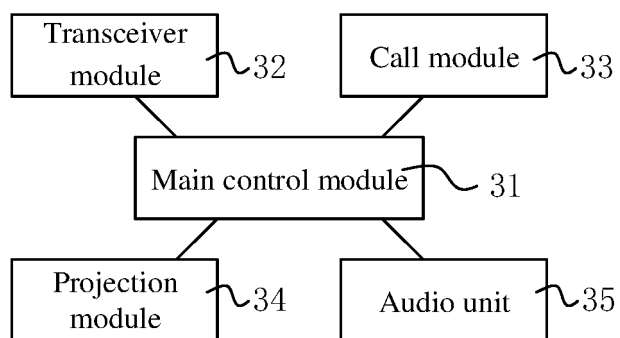 Transceiver
module
32
Call module
33
Main control module
31
Projection
module
34
Audio unit
35